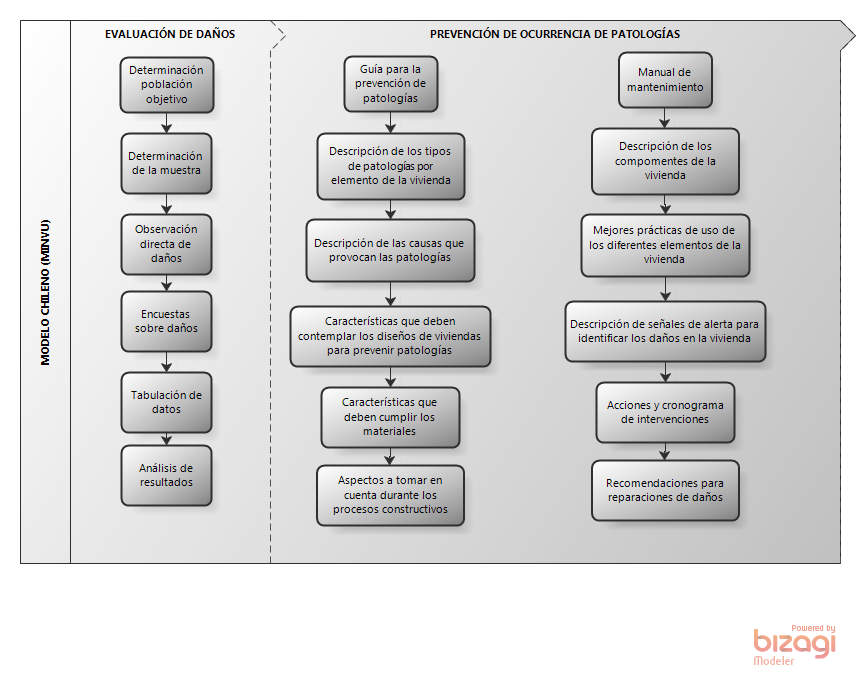 MODELO CHILENO (MINVU)
EVALUACIÓN DE DAÑOS
Determinación
población
objetivo
Determinación
de la muestra
Observación
directa de
daños
Encuestas
sobre daños
Tabulación de
datos
Análisis de
resultados
PREVENCIÓN DE OCURRENCIA DE PATOLOGÍAS
Guía para la
prevención de
patologías
Descripción de los tipos
de patologías por
elemento de la vivienda
Descripción de las causas que
provocan las patologías
Características que deben
contemplar los diseños de viviendas
para prevenir patologías
Características que
deben cumplir los
materiales
Aspectos a tomar en
cuenta durante los
procesos constructivos
Manual de
mantenimiento
Descripción de los
compomentes de la
vivienda
Mejores prácticas de uso de
los diferentes elementos de la
vivienda
Descripción de señales de alerta para
identificar los daños en la vivienda
Acciones y cronograma
de intervenciones
Recomendaciones para
reparaciones de daños
Powered by
bizagi
Modeler